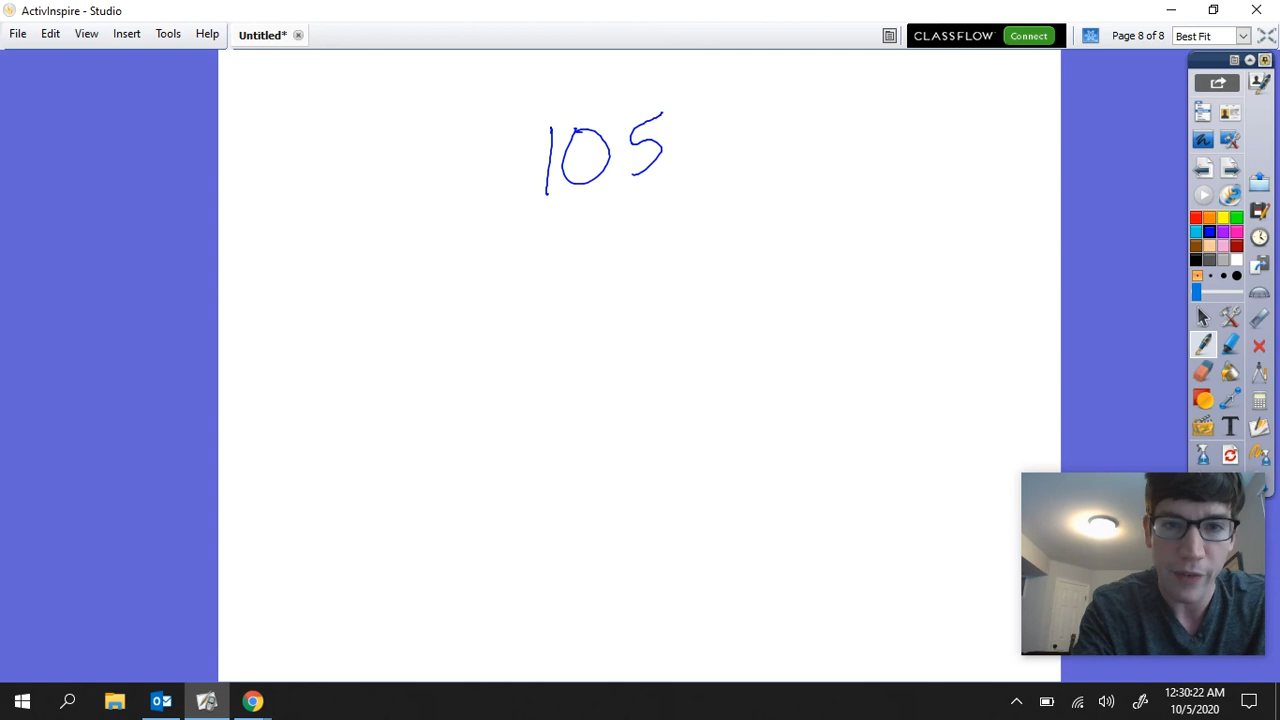 ActivInspire - Studio
File Edit View Insert Tools Help Untitled* CLASSFLOW Connect Page 8 of 8 Best Fit
105
T
12:30:22 AM
10/5/2020